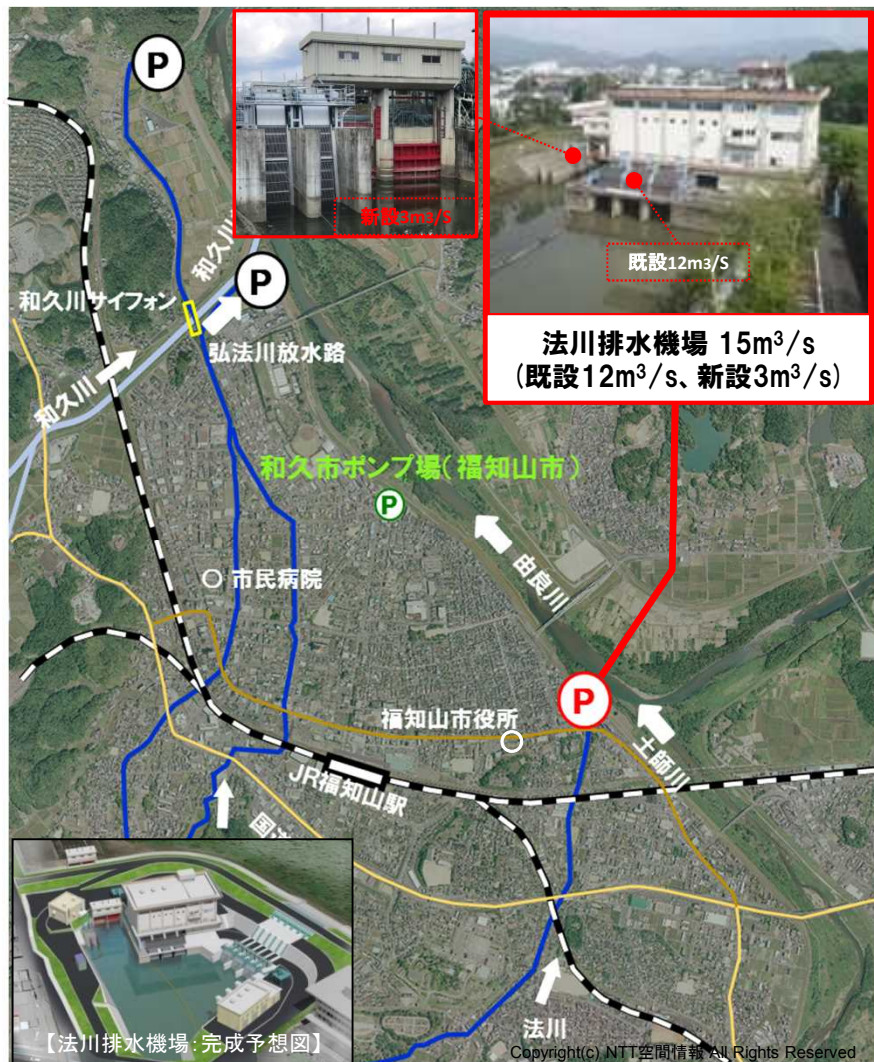 P
新設3m3/S
既設12m3/S
法川排水機場 15m³/s
(既設12m³/s、新設3m³/s)
和久川
P
和久川サイフォン
弘法川放水路
和久川
和久市ポンプ場(福知山市)
P
由良川
市民病院
P
福知山市役所
土師川
JR福知山駅
国道
法川
【法川排水機場:完成予想図】
Copyright(c) NTT空間情報 All Rights Reserved